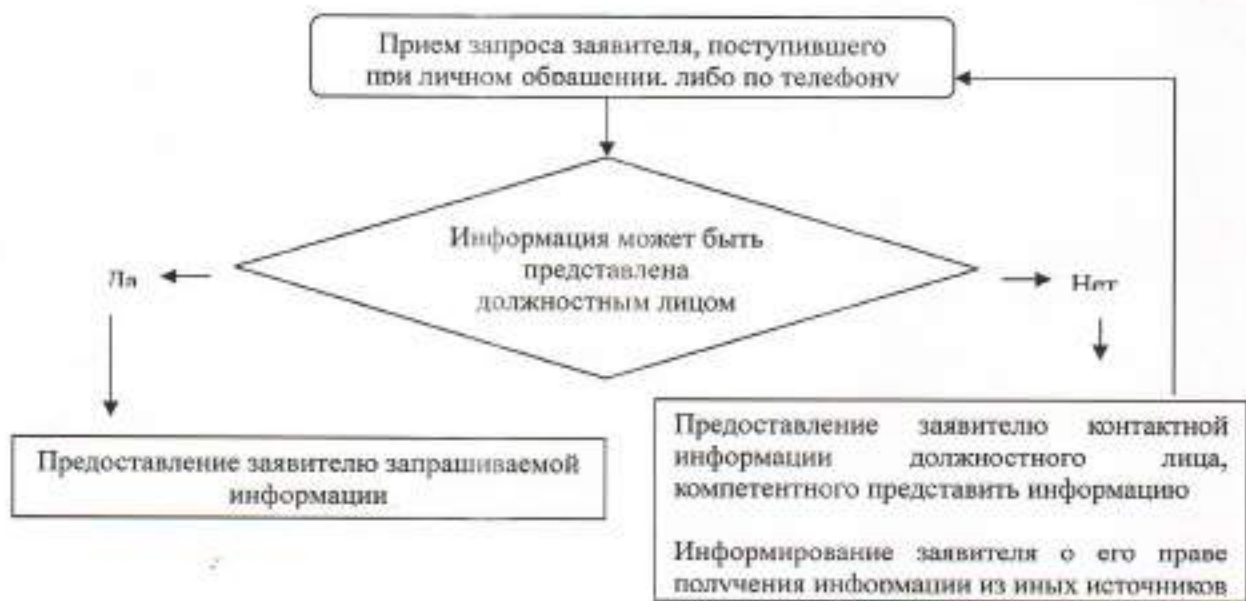 Прием запроса заявителя, поступившего
при личном обращении, либо по телефону
Информация может быть
представлена
должностным лицом
Да
Нет
Предоставление заявителю запрашиваемой
информации
Предоставление заявителю контактной
информации должностного лица,
компетентного представить информацию
Информирование заявителя о его праве
получения информации из иных источников